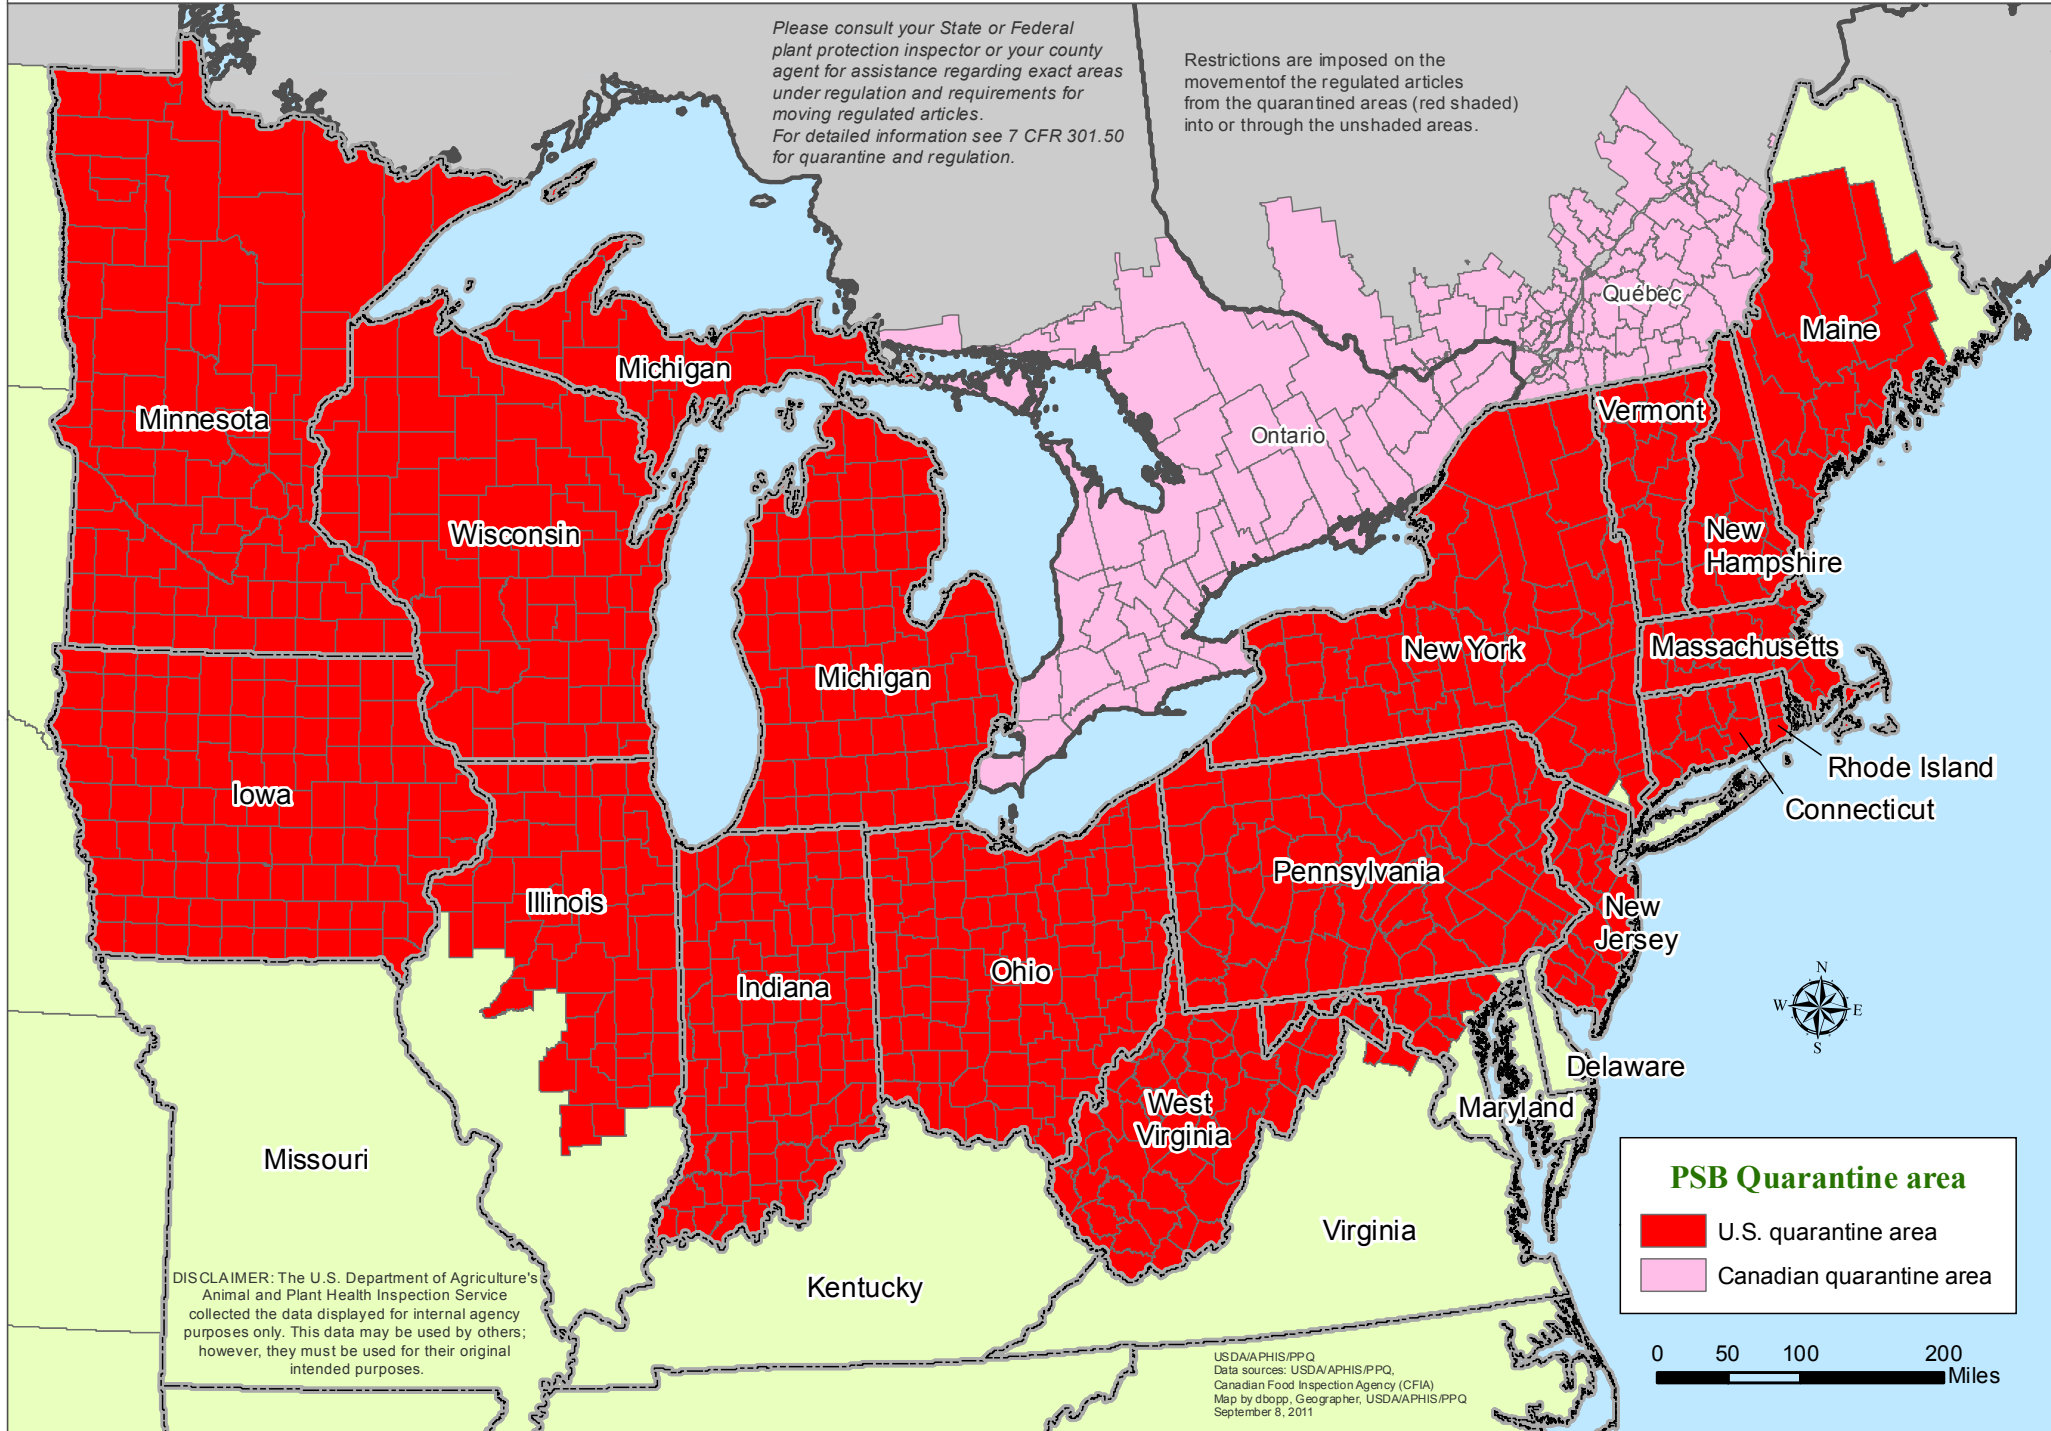 Please consult your State or Federal
plant protection inspector or your county
agent for assistance regarding exact areas
under regulation and requirements for
moving regulated articles.
For detailed information see 7 CFR 301.50
for quarantine and regulation.
Restrictions are imposed on the
movementof the regulated articles
from the quarantined areas (red shaded)
into or through the unshaded areas.
Québec
Maine
Michigan
Minnesota
Vermont
Ontario
Wisconsin
New
Hampshire
New York
Massachusetts
Michigan
Rhode Island
Iowa
Connecticut
Pennsylvania
Illinois
New
Jersey
Ohio
Indiana
N
W
E
S
Delaware
West
Virginia
Maryland
Missouri
Virginia
Kentucky
PSB Quarantine area
U.S. quarantine area
Canadian quarantine area
0 50 100 200
Miles
DISCLAIMER: The U.S. Department of Agriculture's
Animal and Plant Health Inspection Service
collected the data displayed for internal agency
purposes only. This data may be used by others;
however, they must be used for their original
intended purposes.
USDA/APHIS/PPQ
Data sources: USDA/APHIS/PPQ,
Canadian Food Inspection Agency (CFIA)
Map by dbopp, Geographer, USDA/APHIS/PPQ
September 8, 2011